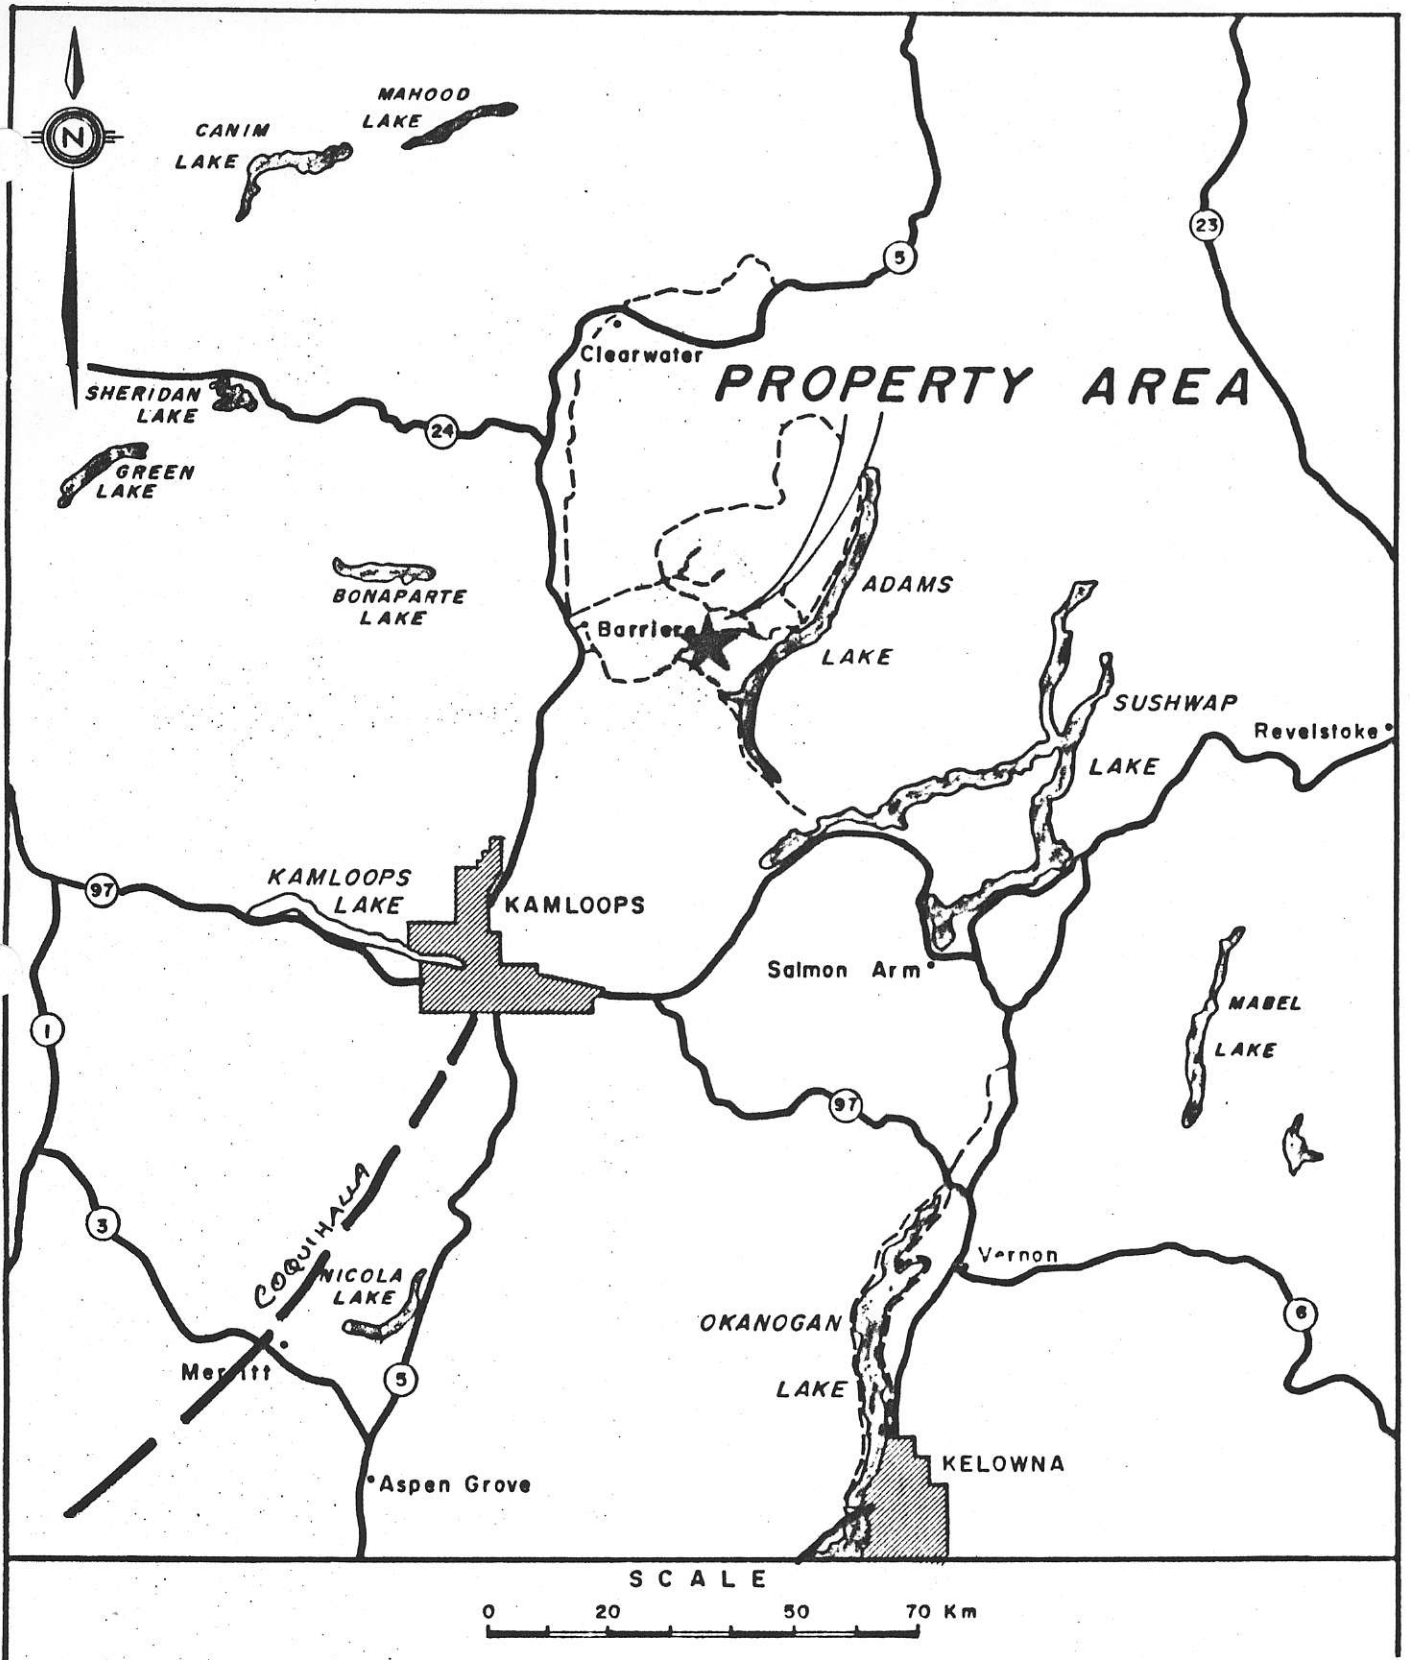 MAHOOD
LAKE
CANIM
LAKE
N
23
5
Clearwater
PROPERTY AREA
SHERIDAN
LAKE
24
GREEN
LAKE
BONAPARTE
LAKE
ADAMS
Barriere
LAKE
SUSHWAP
Revelstoke
LAKE
KAMLOOPS
LAKE
97
KAMLOOPS
Salmon Arm
MABEL
LAKE
1
97
3
COQUIHALLA
Vernon
NICOLA
LAKE
OKANOGAN
6
Merritt
5
LAKE
KELOWNA
Aspen Grove
SCALE
0 20 50 70 Km